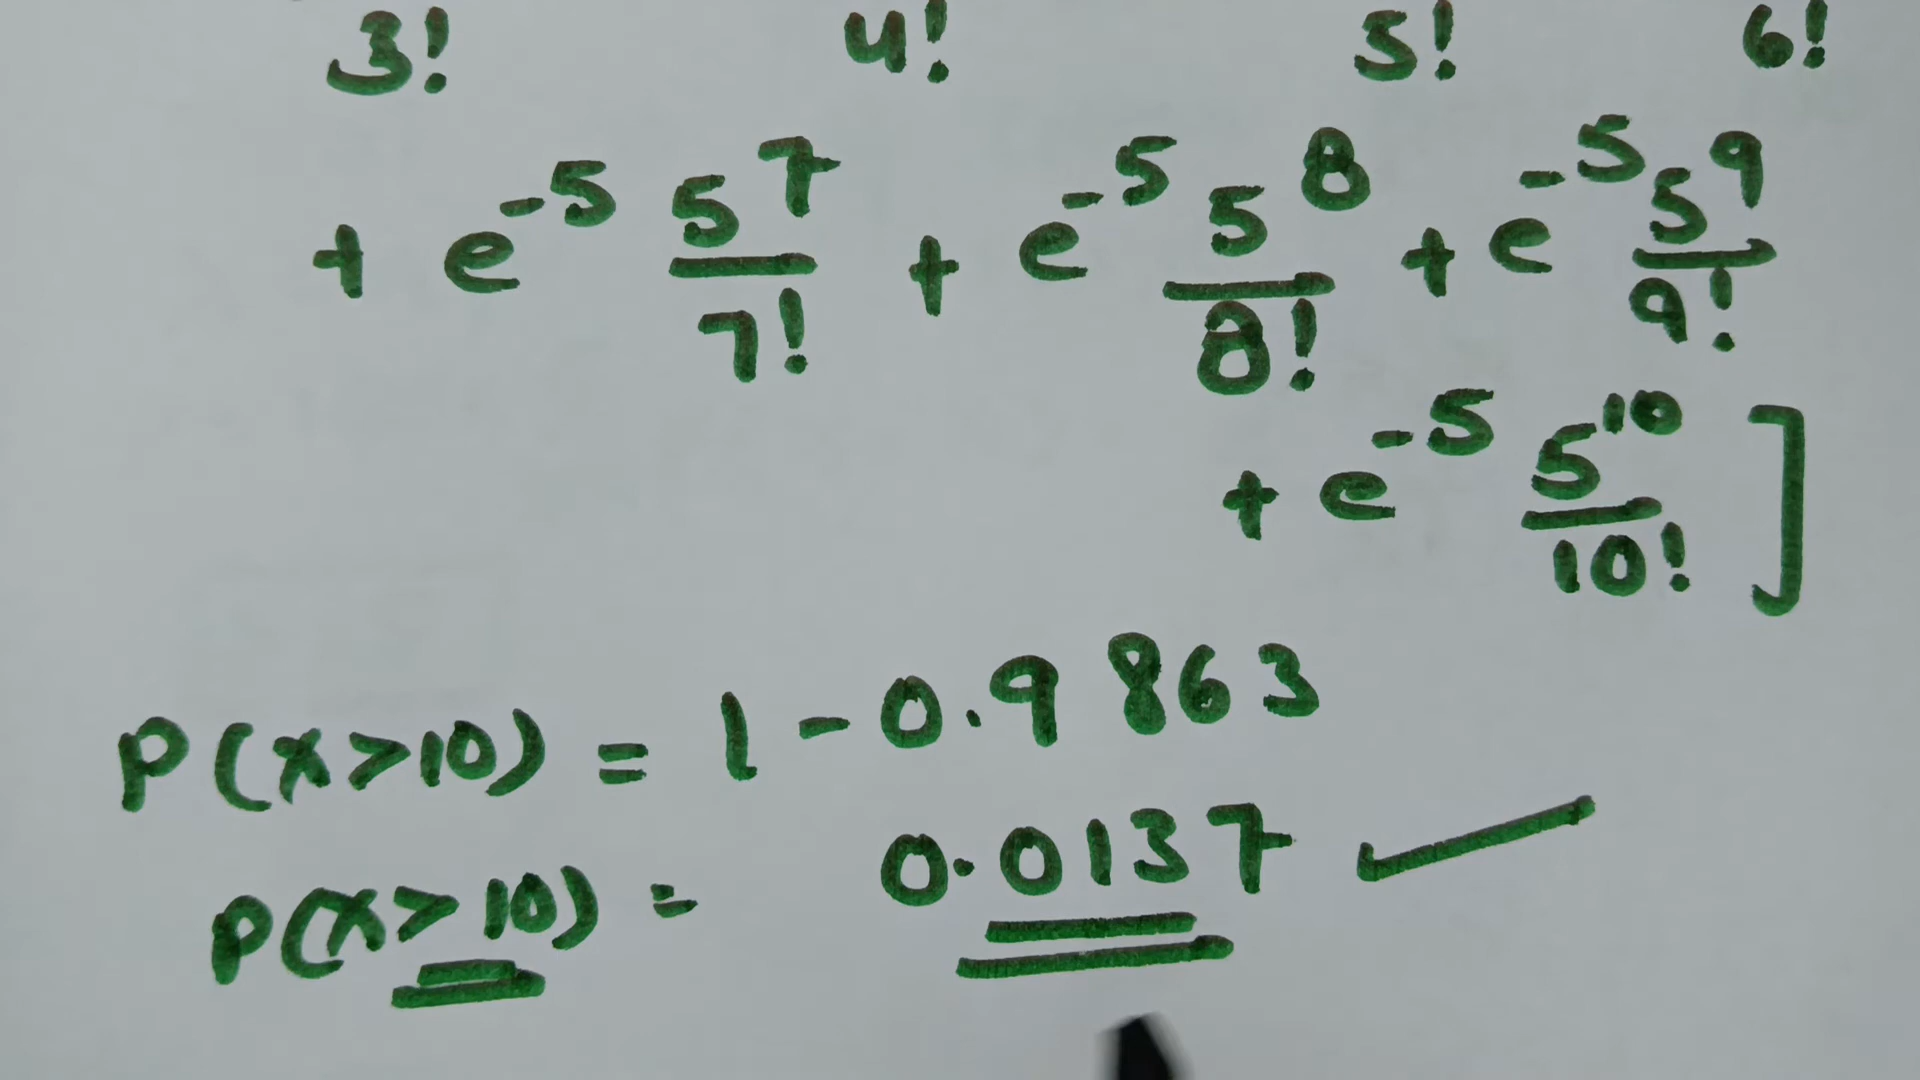 3! 4! 5! 6!
+ e^-5 5^7/7! + e^-5 5^8/8! + e^-5 5^9/9!
+ e^-5 5^10/10! ]
P(x>10) = 1 - 0.9863
P(x>10) = 0.0137 ✓